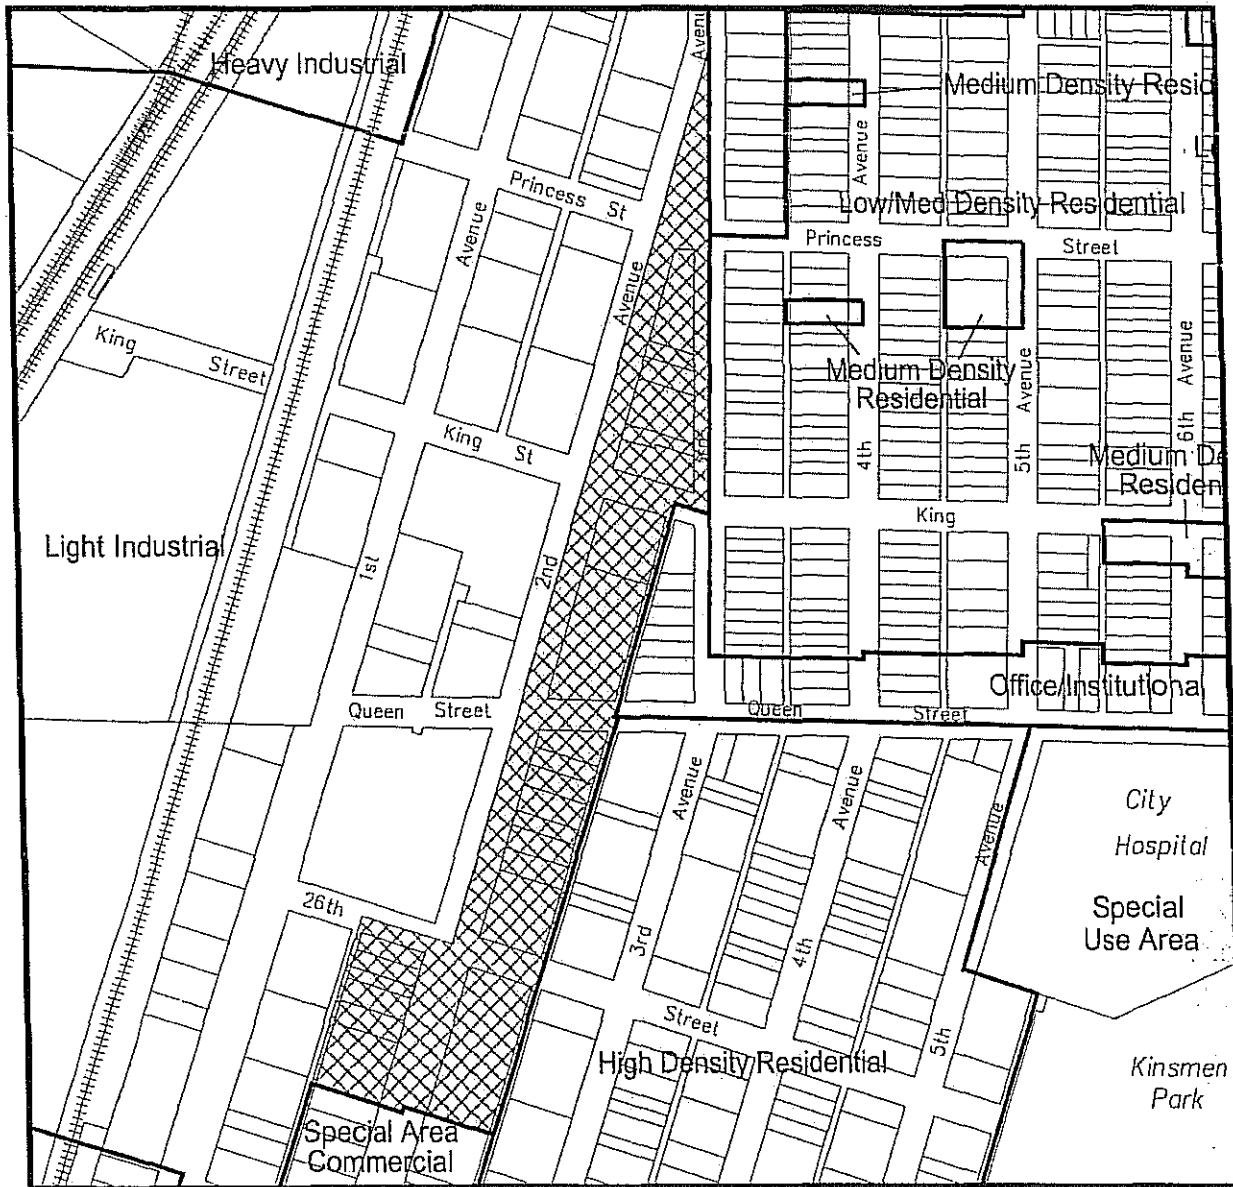 Avenue
Heavy Industrial
Medium Density Resid
Avenue
L
Princess St
Low/Med Density Residential
Avenue
Princess Street
Avenue
King Street
Medium Density
Residential
Avenue
Avenue
6th
King St
3rd
4th
5th
Medium De
Residen
King
Light Industrial
1st
2nd
Office/Institutional
Queen Street
Queen Street
Avenue
Avenue
Avenue
City
Hospital
Special
Use Area
26th
3rd
4th
5th
Street
High Density Residential
Kinsmen
Park
Special Area
Commercial